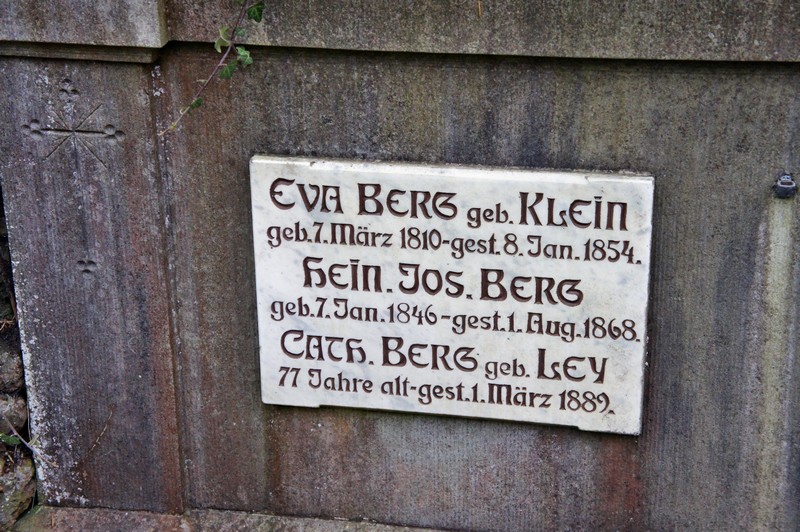 Eva Berg geb. Klein
geb. 7. März 1810 - gest. 8. Jan. 1854.
Hein. Jos. Berg
geb. 7. Jan. 1846 - gest. 1. Aug. 1868.
Cath. Berg geb. Ley
77 Jahre alt - gest. 1. März 1889.